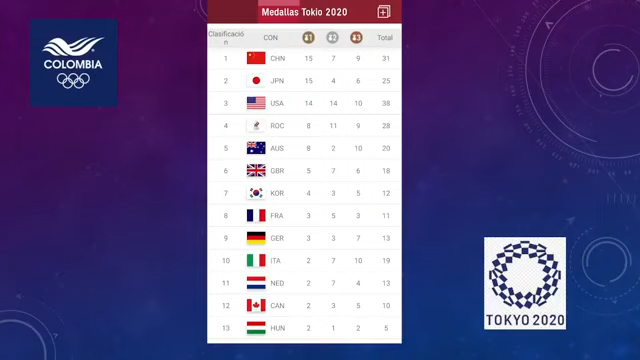 Medallas Tokio 2020
COLOMBIA
Clasificació
n CON 1 2 3 Total
1 CHN 15 7 9 31
2 JPN 15 4 6 25
3 USA 14 14 10 38
4 ROC 8 11 9 28
5 AUS 8 2 10 20
6 GBR 5 7 6 18
7 KOR 4 3 5 12
8 FRA 3 5 3 11
9 GER 3 3 7 13
10 ITA 2 7 10 19
11 NED 2 7 4 13
12 CAN 2 3 5 10
13 HUN 2 1 2 5
TOKYO 2020